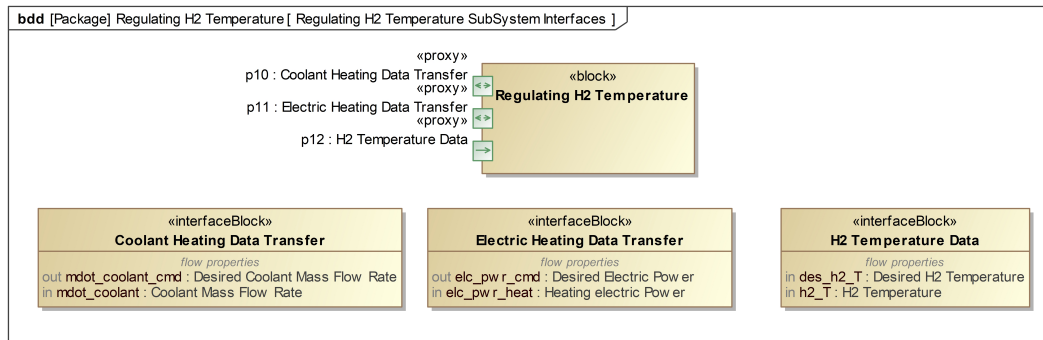 bdd [Package] Regulating H2 Temperature [ Regulating H2 Temperature SubSystem Interfaces ]
«proxy»
p10 : Coolant Heating Data Transfer
«proxy»
p11 : Electric Heating Data Transfer
«proxy»
p12 : H2 Temperature Data
«block»
Regulating H2 Temperature
«interfaceBlock»
Coolant Heating Data Transfer
flow properties
out mdot_coolant_cmd : Desired Coolant Mass Flow Rate
in mdot_coolant : Coolant Mass Flow Rate
«interfaceBlock»
Electric Heating Data Transfer
flow properties
out elc_pwr_cmd : Desired Electric Power
in elc_pwr_heat : Heating electric Power
«interfaceBlock»
H2 Temperature Data
flow properties
in des_h2_T : Desired H2 Temperature
in h2_T : H2 Temperature